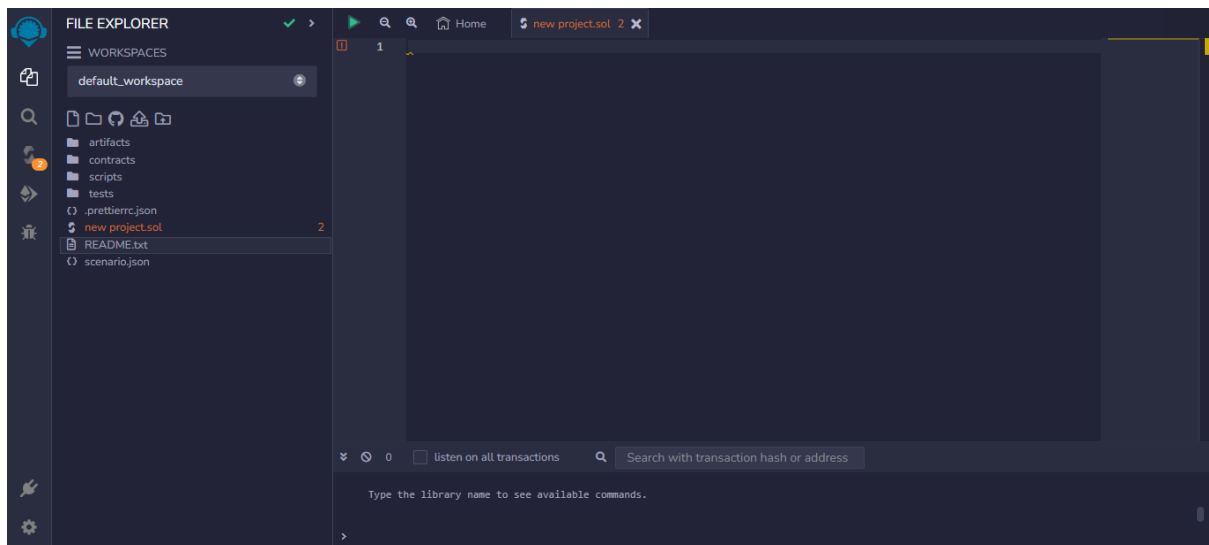 FILE EXPLORER
WORKSPACES
default_workspace
artifacts
contracts
scripts
tests
.prettierrc.json
new project.sol 2
README.txt
scenario.json
2
Home
new project.sol 2
1
0
listen on all transactions
Search with transaction hash or address
Type the library name to see available commands.
>